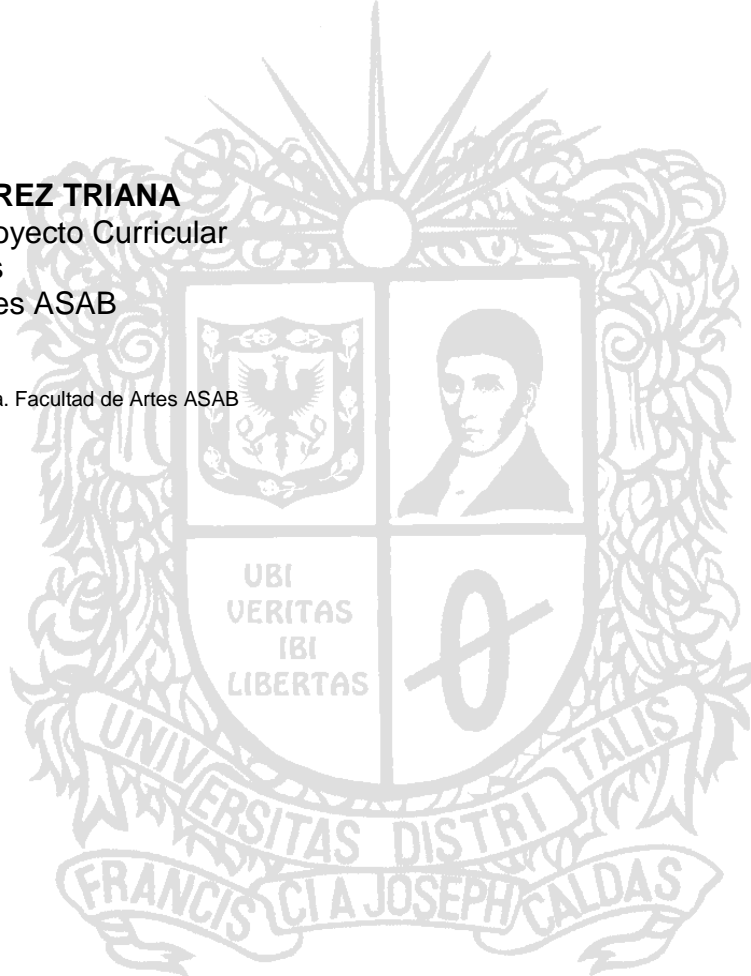 REZ TRIANA
oyecto Curricular
s
es ASAB
a. Facultad de Artes ASAB
UBI
VERITAS
IBI
LIBERTAS
UNIVERSITAS DISTRITALIS
FRANCISCI A JOSEPH CALDAS